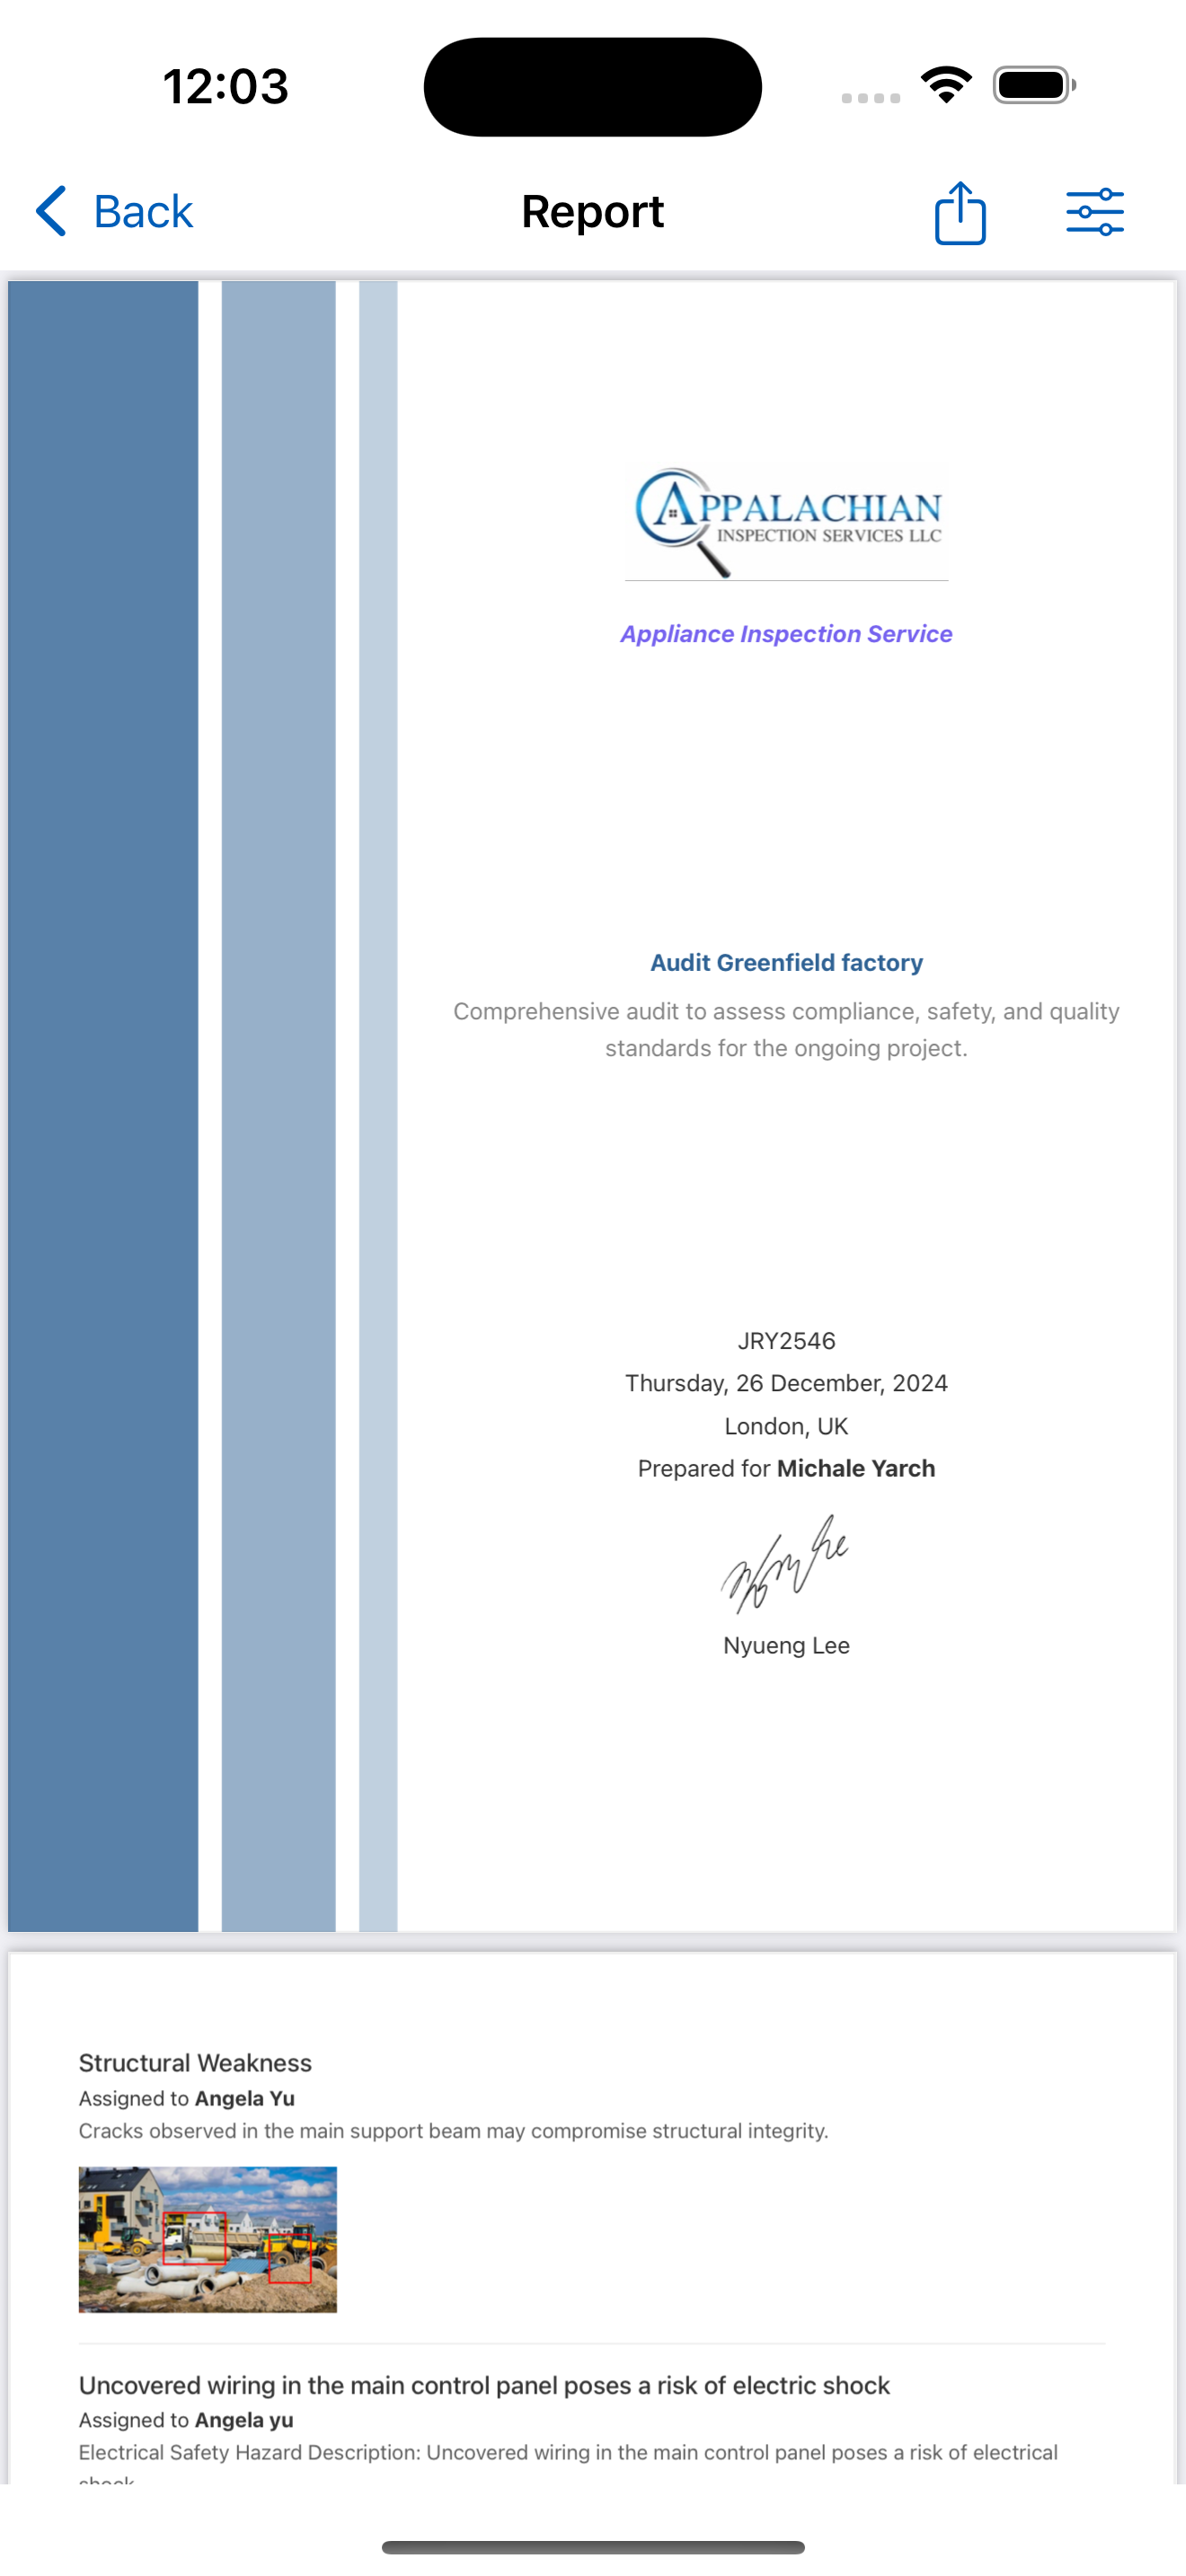 12:03
Back
Report
APPALACHIAN
INSPECTION SERVICES LLC
Appliance Inspection Service
Audit Greenfield factory
Comprehensive audit to assess compliance, safety, and quality
standards for the ongoing project.
JRY2546
Thursday, 26 December, 2024
London, UK
Prepared for Michale Yarch
Nyueng Lee
Structural Weakness
Assigned to Angela Yu
Cracks observed in the main support beam may compromise structural integrity.
Uncovered wiring in the main control panel poses a risk of electric shock
Assigned to Angela yu
Electrical Safety Hazard Description: Uncovered wiring in the main control panel poses a risk of electrical
shock